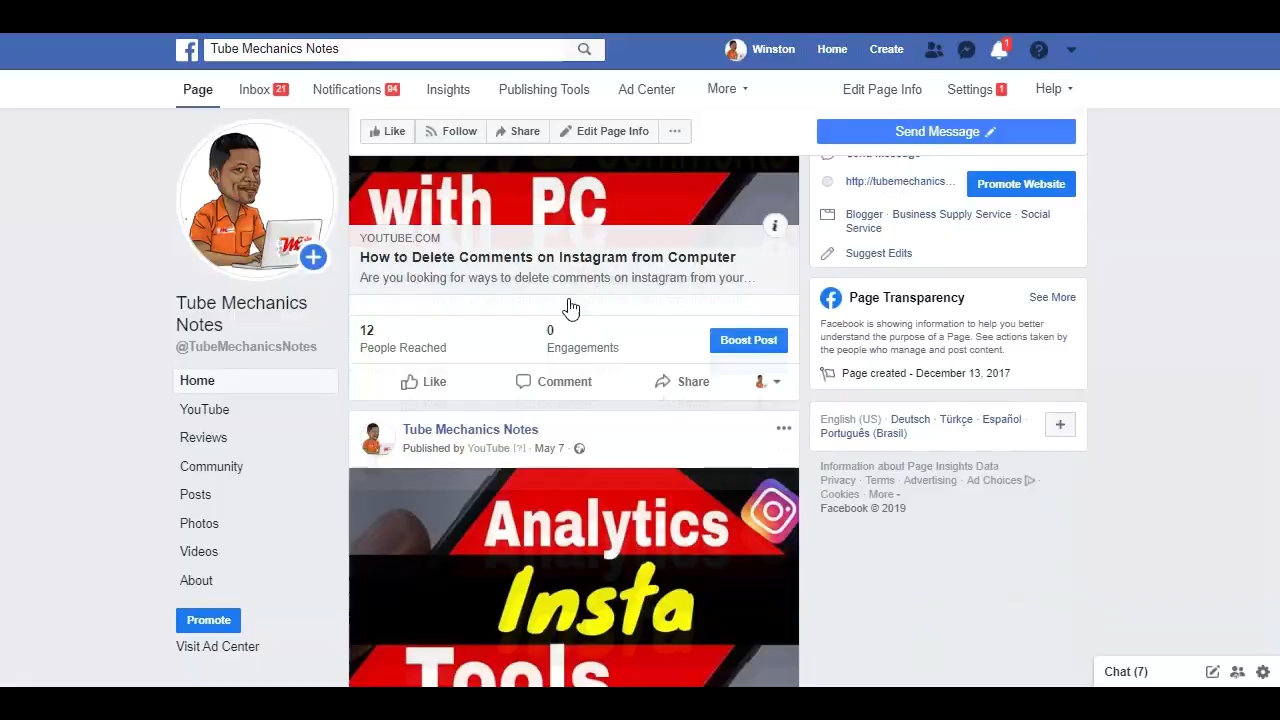 Tube Mechanics Notes
Winston
Home
Create
1
Page
Inbox 21
Notifications 94
Insights
Publishing Tools
Ad Center
More
Edit Page Info
Settings 1
Help
Like
Follow
Share
Edit Page Info
Send Message
Tube Mechanics
Notes
@TubeMechanicsNotes
Home
YouTube
Reviews
Community
Posts
Photos
Videos
About
Promote
Visit Ad Center
with PC
YOUTUBE.COM
How to Delete Comments on Instagram from Computer
Are you looking for ways to delete comments on instagram from your…
12
People Reached
0
Engagements
Boost Post
Like
Comment
Share
Tube Mechanics Notes
Published by YouTube [?] · May 7 ·
Analytics
Insta
Tools
Send Message
http://tubemechanics…
Promote Website
Blogger · Business Supply Service · Social
Service
Suggest Edits
Page Transparency
See More
Facebook is showing information to help you better
understand the purpose of a Page. See actions taken by
the people who manage and post content.
Page created - December 13, 2017
English (US) · Deutsch · Türkçe · Español ·
Português (Brasil)
Information about Page Insights Data
Privacy · Terms · Advertising · Ad Choices ·
Cookies · More
Facebook © 2019
Chat (7)